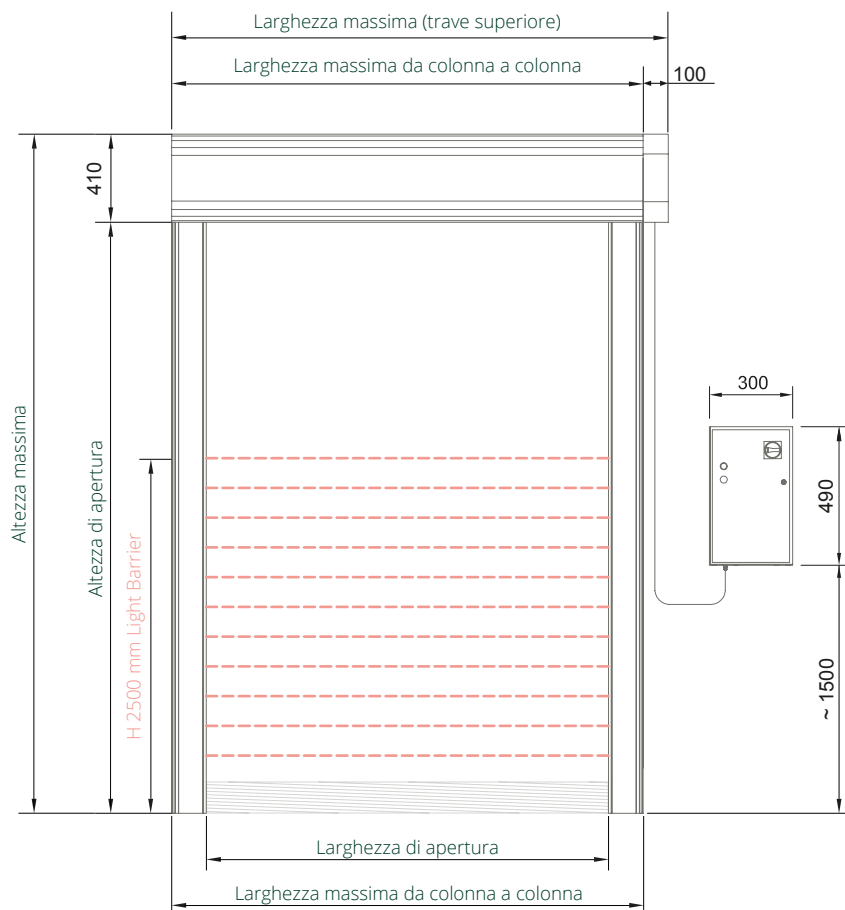 Larghezza massima (trave superiore)
Larghezza massima da colonna a colonna
100
410
300
490
~ 1500
Altezza massima
Altezza di apertura
H 2500 mm Light Barrier
Larghezza di apertura
Larghezza massima da colonna a colonna